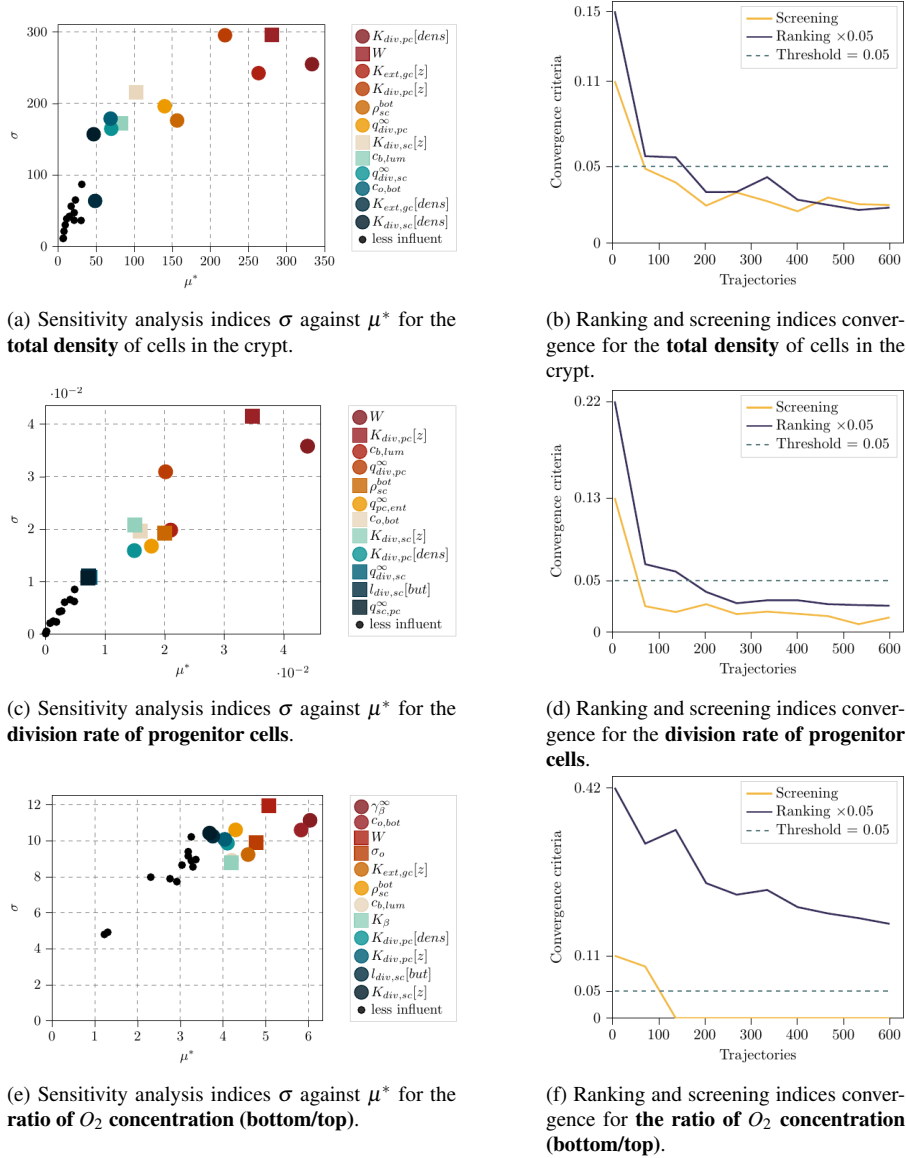 300
200
100
0
σ
0 50 100 150 200 250 300 350
μ*
K_{div,pc}[dens]
W
K_{ext,gc}[z]
K_{div,pc}[z]
ρ_{sc}^{bot}
q_{div,pc}^{∞}
K_{div,sc}[z]
c_{b,lum}
q_{div,sc}^{∞}
c_{o,bot}
K_{ext,gc}[dens]
K_{div,sc}[dens]
less influent
0.15
0.11
0.05
0
Convergence criteria
0 100 200 300 400 500 600
Trajectories
Screening
Ranking ×0.05
Threshold = 0.05
(a) Sensitivity analysis indices σ against μ* for the
total density of cells in the crypt.
(b) Ranking and screening indices conver-
gence for the total density of cells in the
crypt.
·10⁻²
4
3
2
1
0
σ
0 1 2 3 4
μ*
·10⁻²
W
K_{div,pc}[z]
c_{b,lum}
q_{div,pc}^{∞}
ρ_{sc}^{bot}
q_{pc,ent}^{∞}
c_{o,bot}
K_{div,sc}[z]
K_{div,pc}[dens]
q_{div,sc}^{∞}
l_{div,sc}[but]
q_{sc,pc}^{∞}
less influent
0.22
0.13
0.05
0
Convergence criteria
0 100 200 300 400 500 600
Trajectories
Screening
Ranking ×0.05
Threshold = 0.05
(c) Sensitivity analysis indices σ against μ* for the
division rate of progenitor cells.
(d) Ranking and screening indices conver-
gence for the division rate of progenitor
cells.
12
10
8
6
4
2
0
σ
0 1 2 3 4 5 6
μ*
γ_{β}^{∞}
c_{o,bot}
W
σ_o
K_{ext,gc}[z]
ρ_{sc}^{bot}
c_{b,lum}
K_β
K_{div,pc}[dens]
K_{div,pc}[z]
l_{div,sc}[but]
K_{div,sc}[z]
less influent
0.42
0.11
0.05
0
Convergence criteria
0 100 200 300 400 500 600
Trajectories
Screening
Ranking ×0.05
Threshold = 0.05
(e) Sensitivity analysis indices σ against μ* for the
ratio of O₂ concentration (bottom/top).
(f) Ranking and screening indices conver-
gence for the ratio of O₂ concentration
(bottom/top).